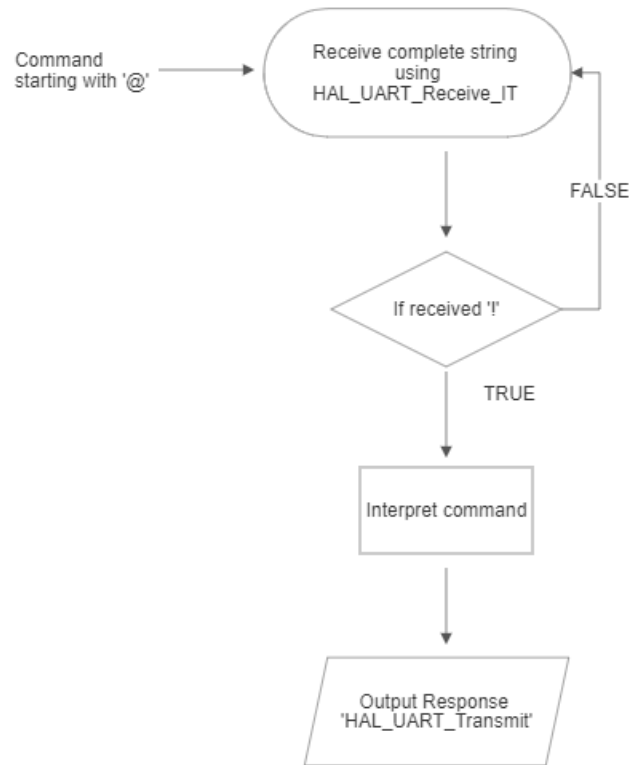 Command
starting with '@'
Receive complete string
using
HAL_UART_Receive_IT
FALSE
If received '!'
TRUE
Interpret command
Output Response
'HAL_UART_Transmit'